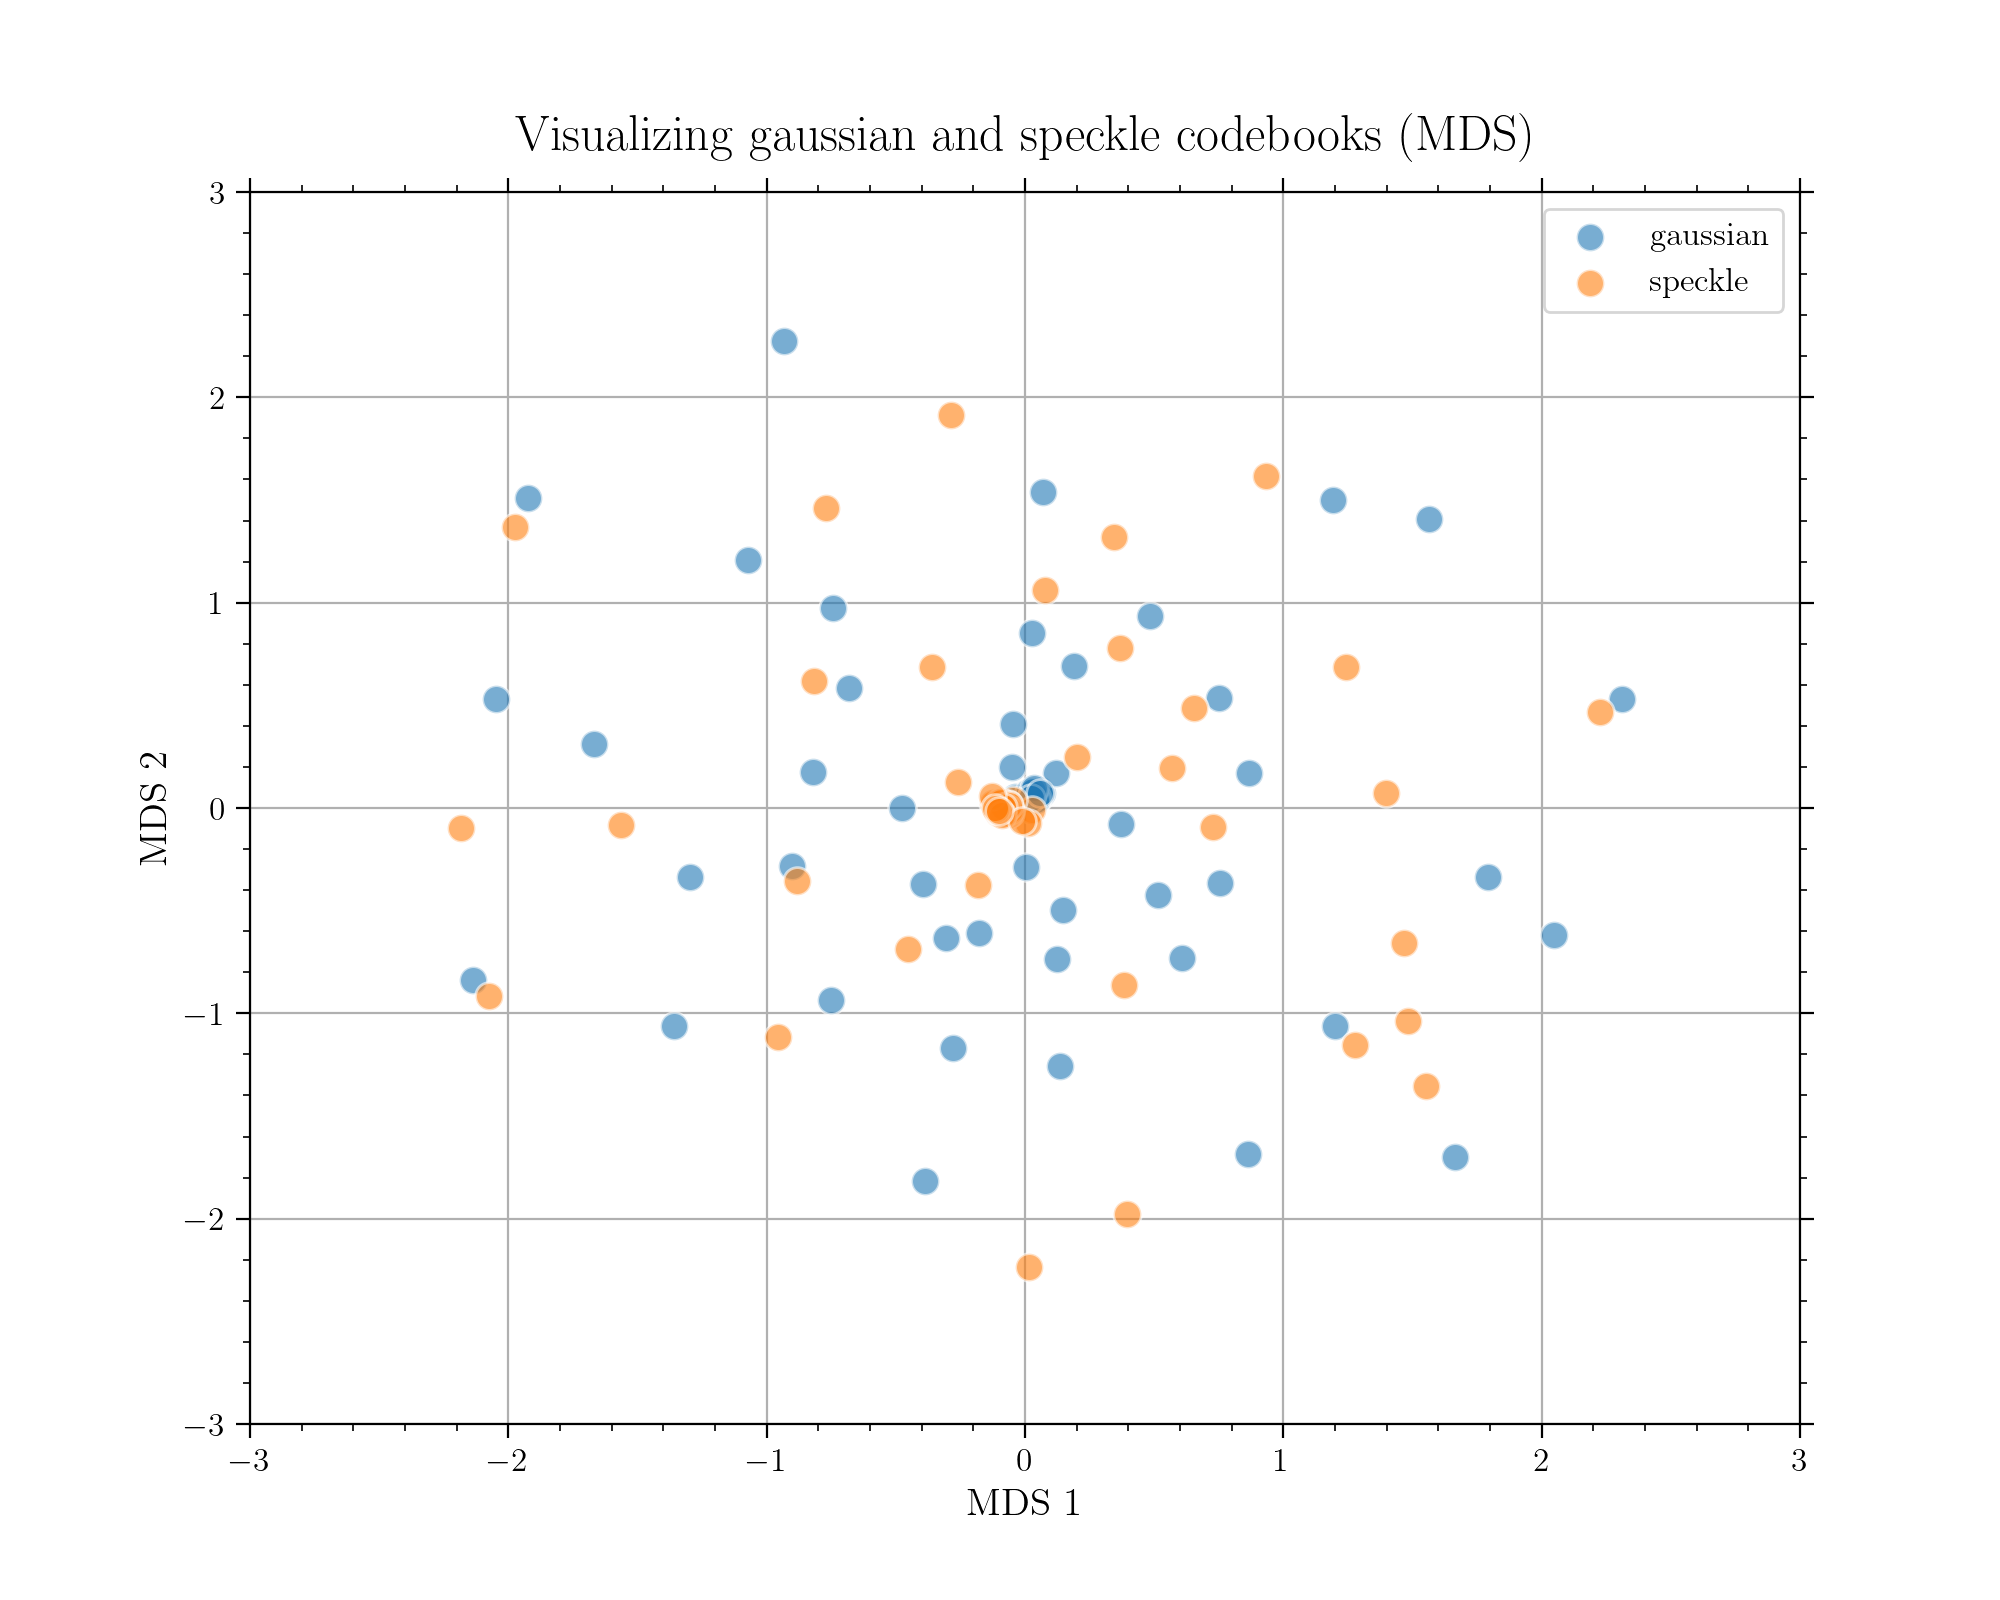 Visualizing gaussian and speckle codebooks (MDS)
gaussian
speckle
3
2
1
0
−1
−2
−3
MDS 2
−3
−2
−1
0
1
2
3
MDS 1